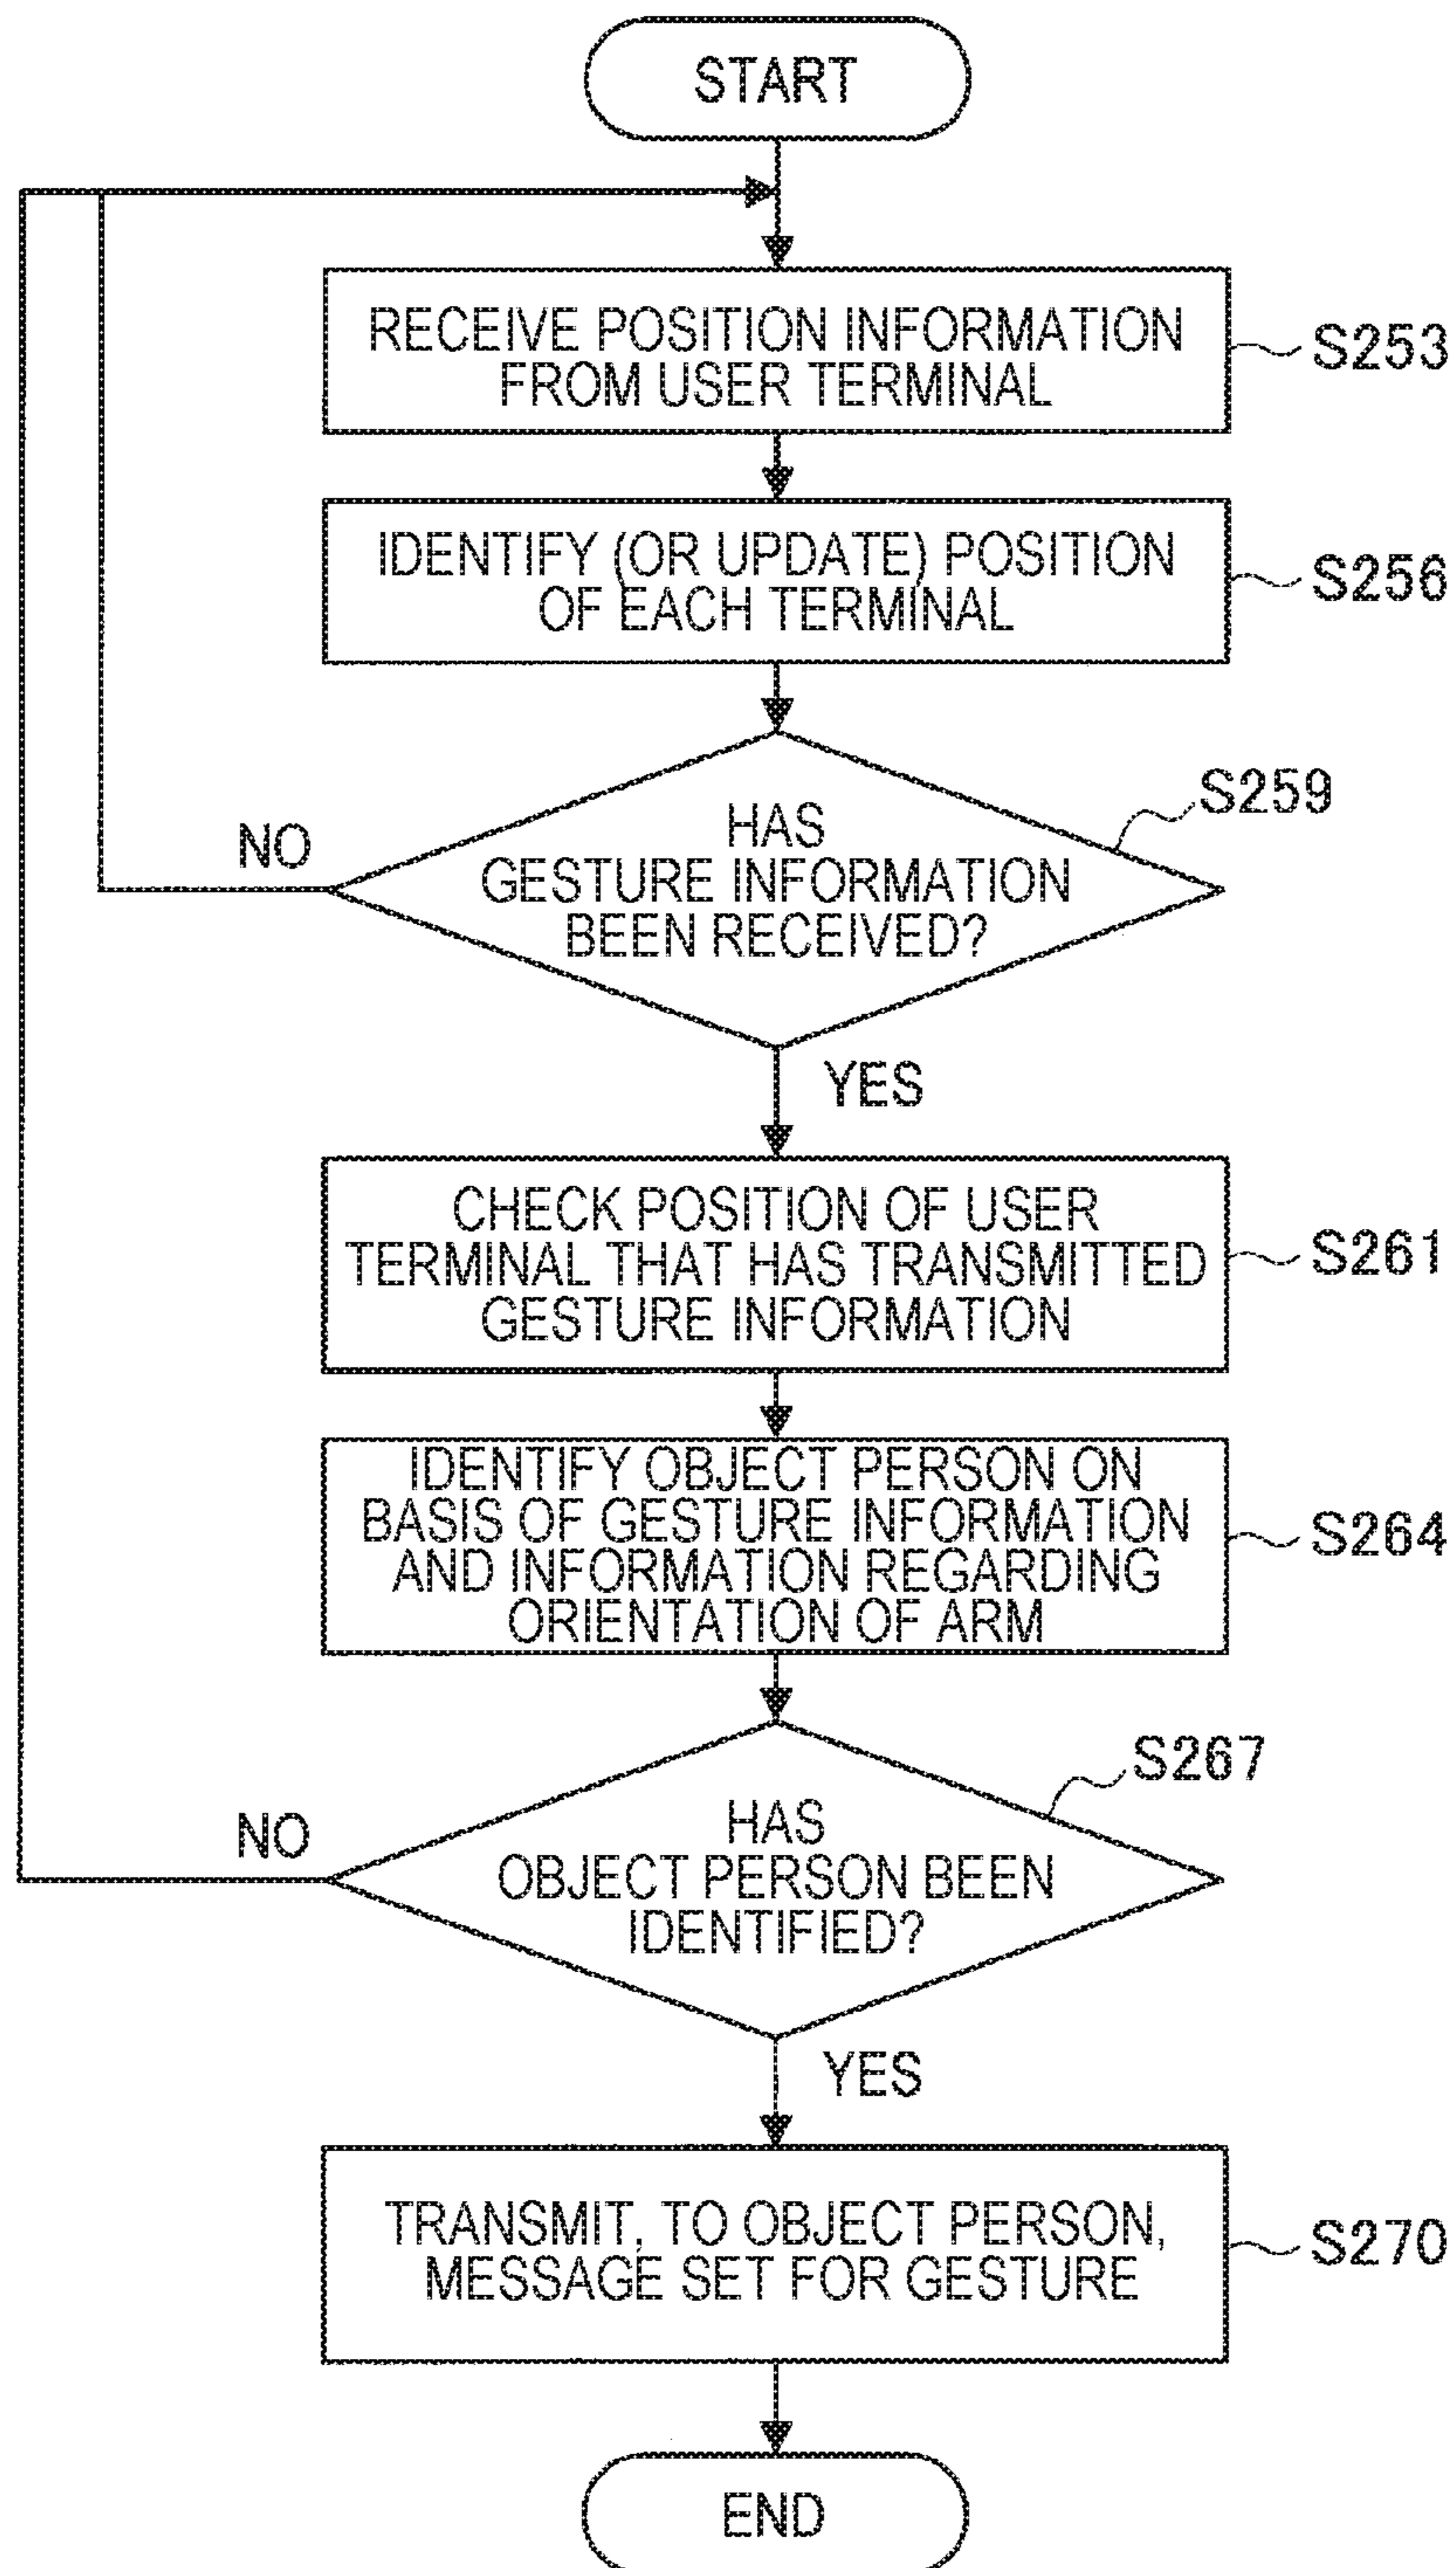 START
RECEIVE POSITION INFORMATION
FROM USER TERMINAL
S253
IDENTIFY (OR UPDATE) POSITION
OF EACH TERMINAL
S256
S259
HAS
GESTURE INFORMATION
BEEN RECEIVED?
NO
YES
CHECK POSITION OF USER
TERMINAL THAT HAS TRANSMITTED
GESTURE INFORMATION
S261
IDENTIFY OBJECT PERSON ON
BASIS OF GESTURE INFORMATION
AND INFORMATION REGARDING
ORIENTATION OF ARM
S264
S267
HAS
OBJECT PERSON BEEN
IDENTIFIED?
NO
YES
TRANSMIT, TO OBJECT PERSON,
MESSAGE SET FOR GESTURE
S270
END